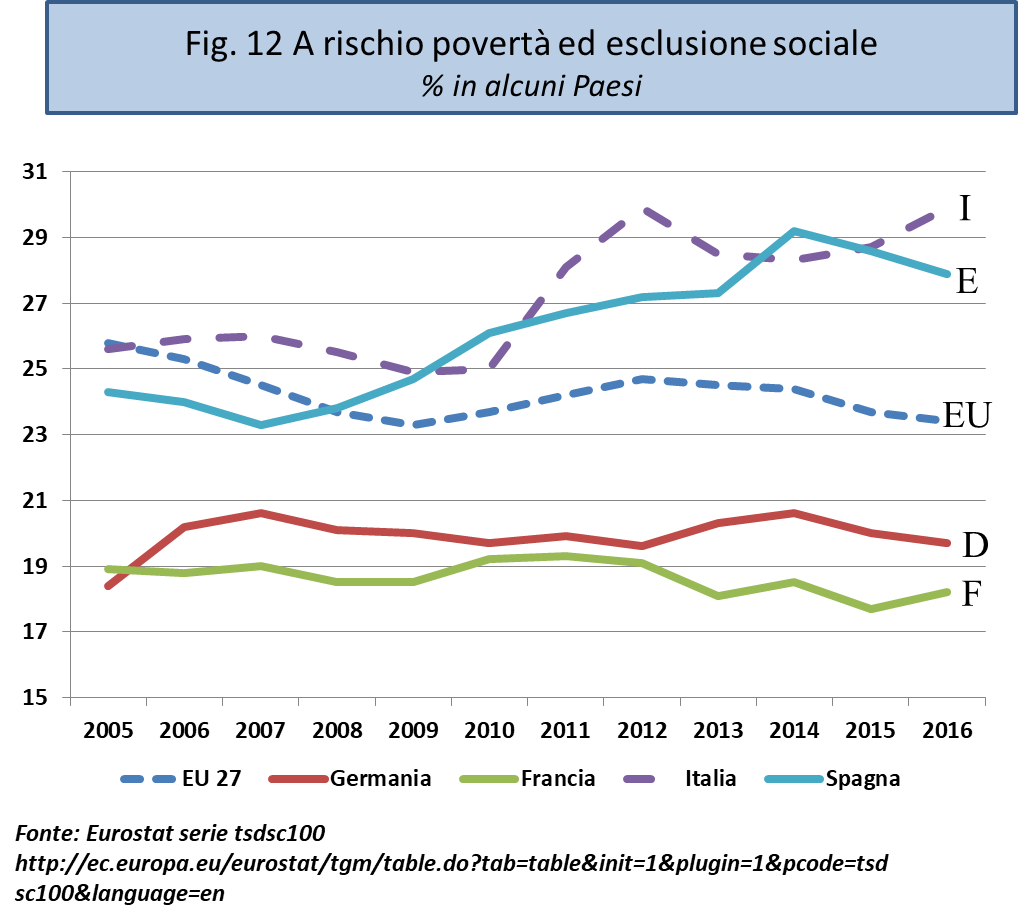 Fig. 12 A rischio povertà ed esclusione sociale
% in alcuni Paesi
31
29
27
25
23
21
19
17
15
I
E
EU
D
F
2005 2006 2007 2008 2009 2010 2011 2012 2013 2014 2015 2016
EU 27 Germania Francia Italia Spagna
Fonte: Eurostat serie tsdsc100
http://ec.europa.eu/eurostat/tgm/table.do?tab=table&init=1&plugin=1&pcode=tsd
sc100&language=en